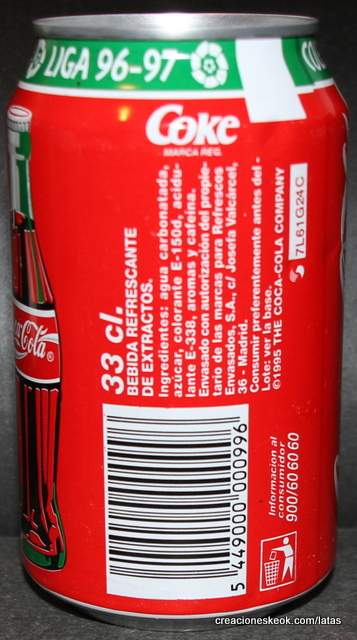 LIGA 96-97
CO
Coke
MARCA REG.
Coca-Cola ®
33 cl.
BEBIDA REFRESCANTE
DE EXTRACTOS.
Ingredientes: agua carbonatada,
azúcar, colorante E-150d, acidu-
lante E-338, aromas y cafeína.
Envasado con autorización del propie-
tario de las marcas para Refrescos
Envasados, S.A., c/ Josefa Valcárcel,
36 - Madrid.
Consumir preferentemente antes del -
Lote: ver la base.
©1995 THE COCA-COLA COMPANY
7L61G24C
5 449000 000996
Informacion al
consumidor
900/60 60 60
creacioneskeok.com/latas